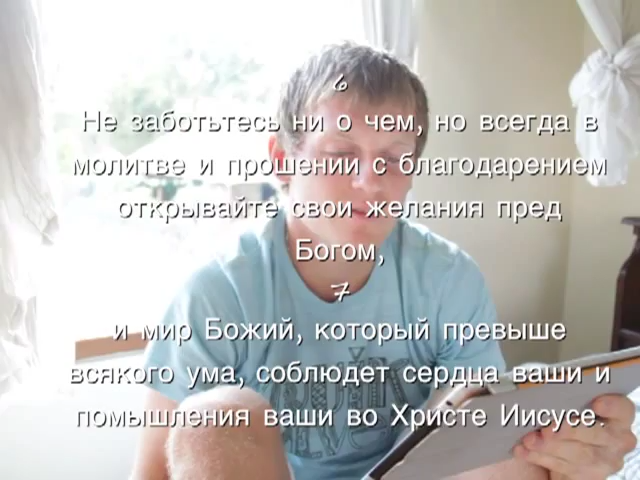 6
Не заботьтесь ни о чем, но всегда в
молитве и прошении с благодарением
открывайте свои желания пред
Богом,
7
и мир Божий, который превыше
всякого ума, соблюдет сердца ваши и
помышления ваши во Христе Иисусе.